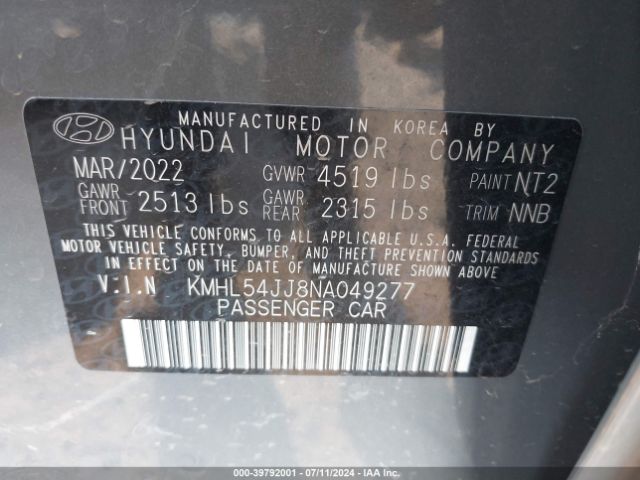 MANUFACTURED IN KOREA BY
HYUNDAI MOTOR COMPANY
MAR/2022 GVWR 4519 lbs PAINT NT2
GAWR FRONT 2513 lbs GAWR REAR 2315 lbs TRIM NNB
THIS VEHICLE CONFORMS TO ALL APPLICABLE U.S.A. FEDERAL
MOTOR VEHICLE SAFETY, BUMPER, AND THEFT PREVENTION STANDARDS
IN EFFECT ON THE DATE OF MANUFACTURE SHOWN ABOVE
V.I.N KMHL54JJ8NA049277
PASSENGER CAR
000-39792001 - 07/11/2024 - IAA Inc.